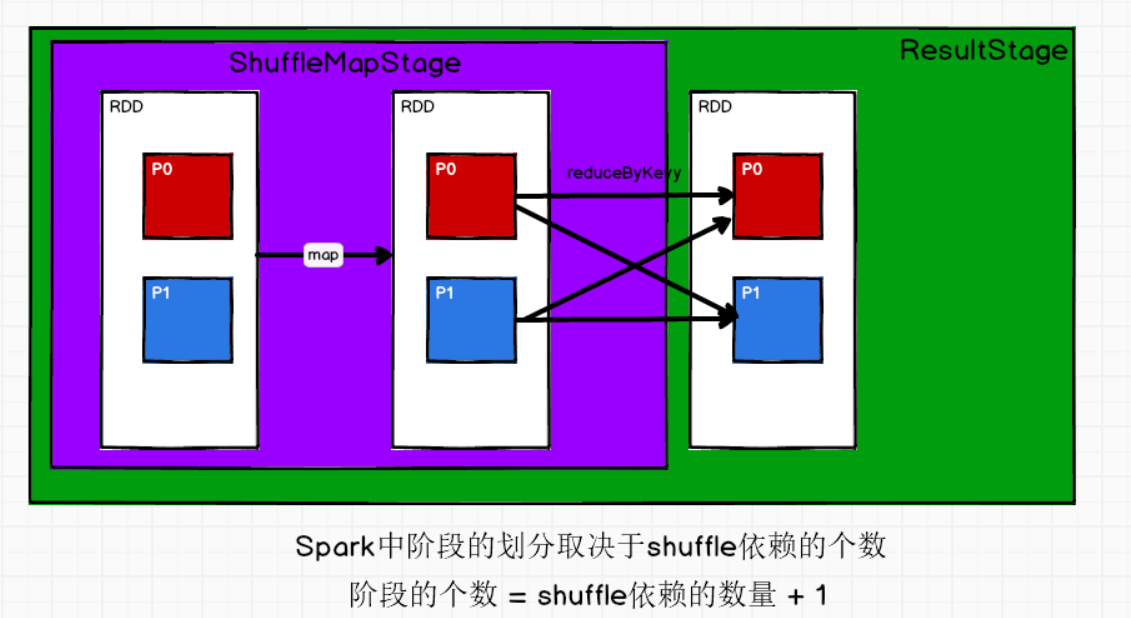 ResultStage
ShuffleMapStage
RDD
RDD
RDD
P0
P0
reduceByKeyy
P0
map
P1
P1
P1
Spark中阶段的划分取决于shuffle依赖的个数
阶段的个数 = shuffle依赖的数量 + 1